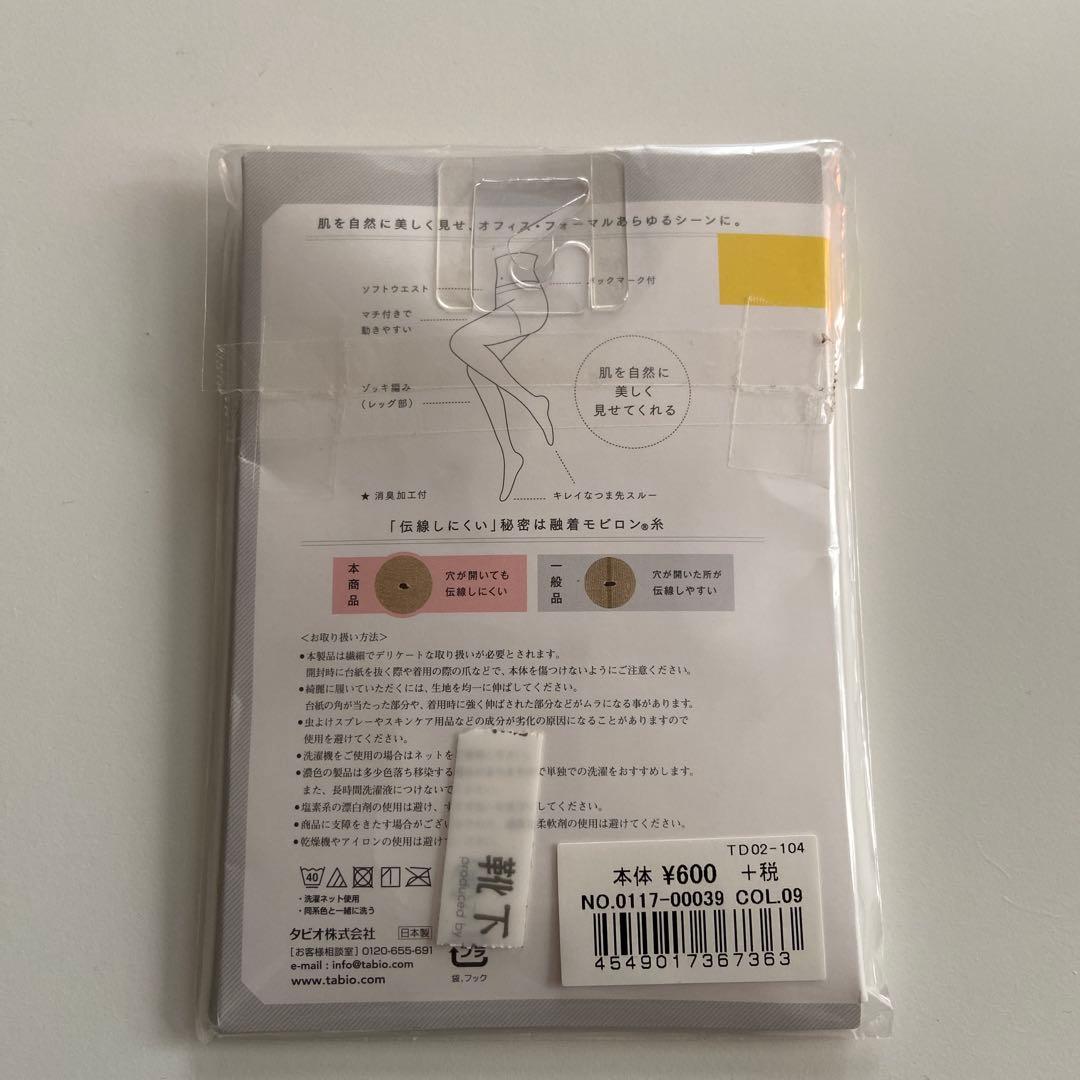 肌を自然に美しく見せ、オフィス・フォーマルあらゆるシーンに。
ソフトウエスト
バックマーク付
マチ付きで
動きやすい
ゾッキ編み
(レッグ部)
肌を自然に
美しく
見せてくれる
★ 消臭加工付
キレイなつま先スルー
「伝線しにくい」秘密は融着モビロン®糸
本商品
穴が開いても
伝線しにくい
一般品
穴が開いた所が
伝線しやすい
<お取り扱い方法>
●本製品は繊細でデリケートな取り扱いが必要とされます。
開封時に台紙を抜く際や着用の際の爪などで、本体を傷つけないようにご注意ください。
●綺麗に履いていただくには、生地を均一に伸ばしてください。
台紙の角が当たった部分や、着用時に強く伸ばされた部分などがムラになる事があります。
●虫よけスプレーやスキンケア用品などの成分が劣化の原因になることがありますので
使用を避けてください。
●洗濯機をご使用の場合はネットを
●濃色の製品は多少色落ち移染する で単独での洗濯をおすすめします。
また、長時間洗濯液につけないで
●塩素系の漂白剤の使用は避け、す してください。
●商品に支障をきたす場合がござい 柔軟剤の使用は避けてください。
●乾燥機やアイロンの使用は避け
40
・洗濯ネット使用
・同系色と一緒に洗う
タビオ株式会社 日本製
[お客様相談室] 0120-655-691
e-mail : info@tabio.com
www.tabio.com
靴下
produced by
プラ
袋、フック
TD02-104
本体 ¥600 +税
NO.0117-00039 COL.09
4549017367363